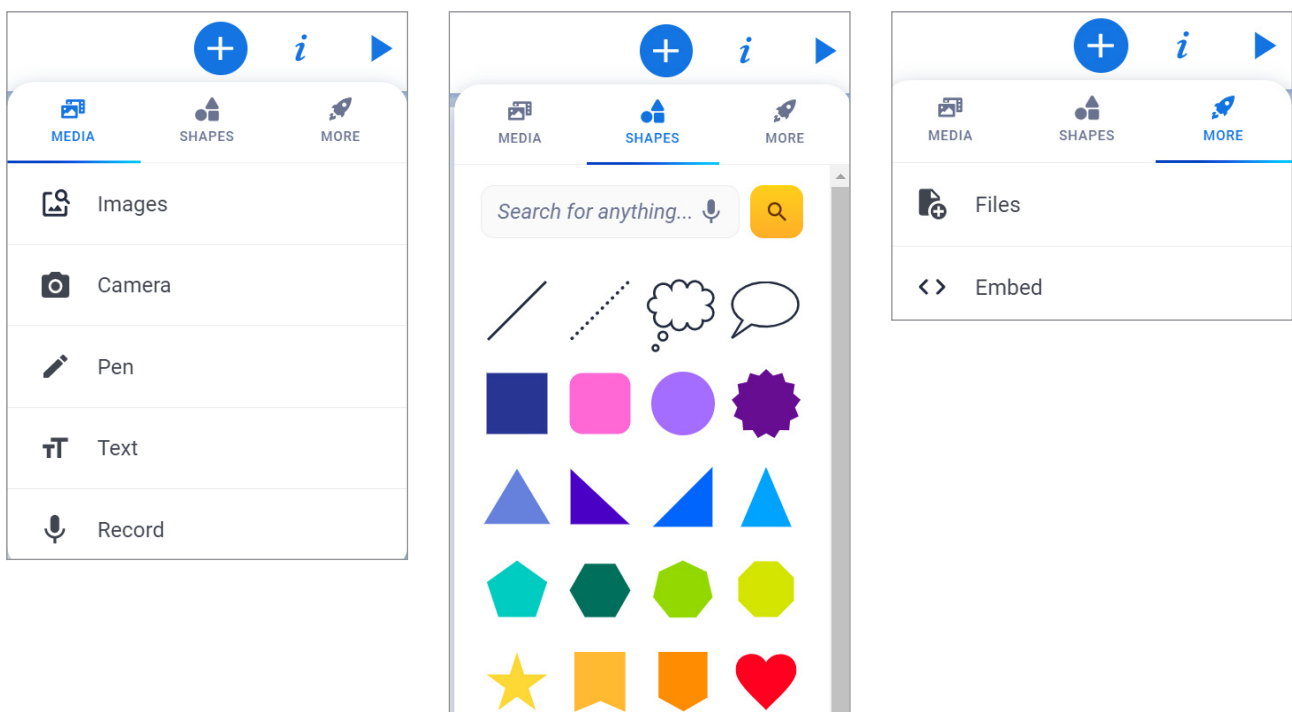 MEDIA SHAPES MORE
Images
Camera
Pen
Text
Record
MEDIA SHAPES MORE
Search for anything...
MEDIA SHAPES MORE
Files
Embed